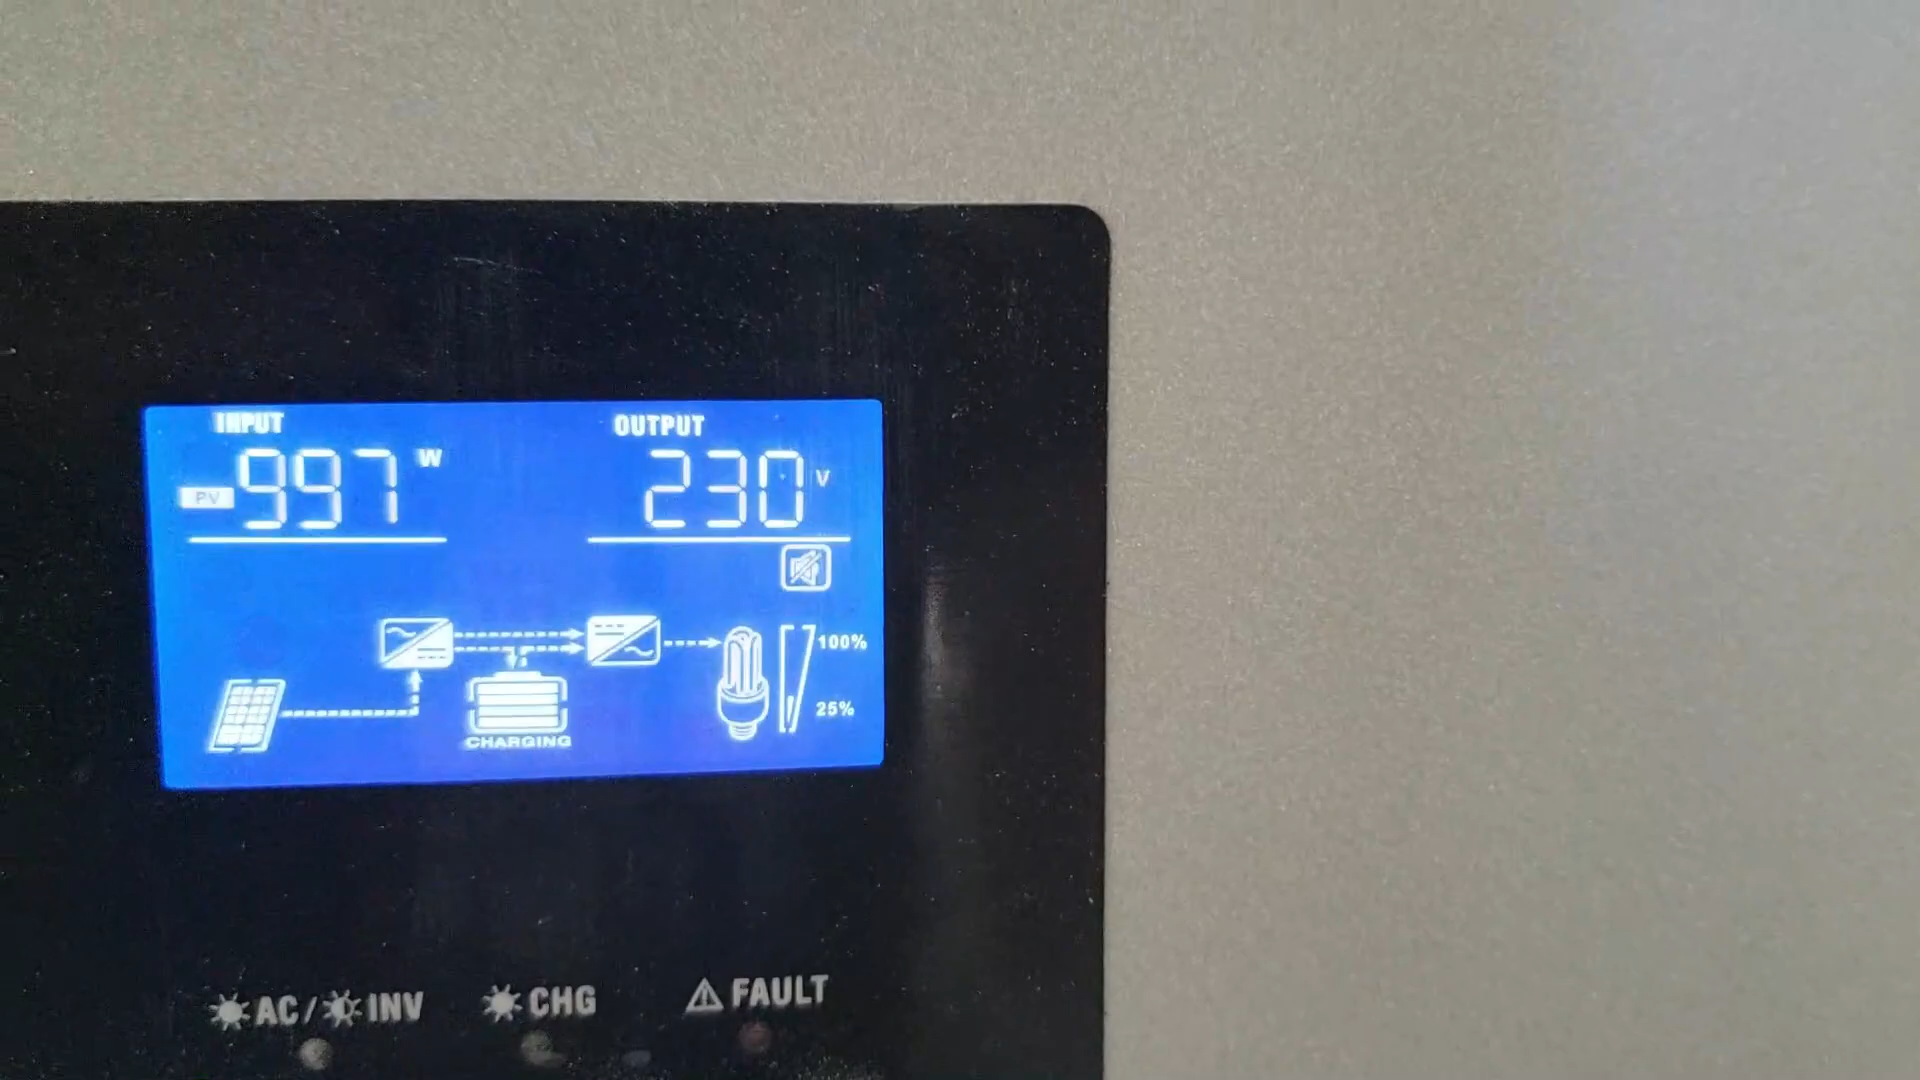 INPUT OUTPUT
PV 997 W 230 V
100%
25%
CHARGING
AC/ INV CHG FAULT